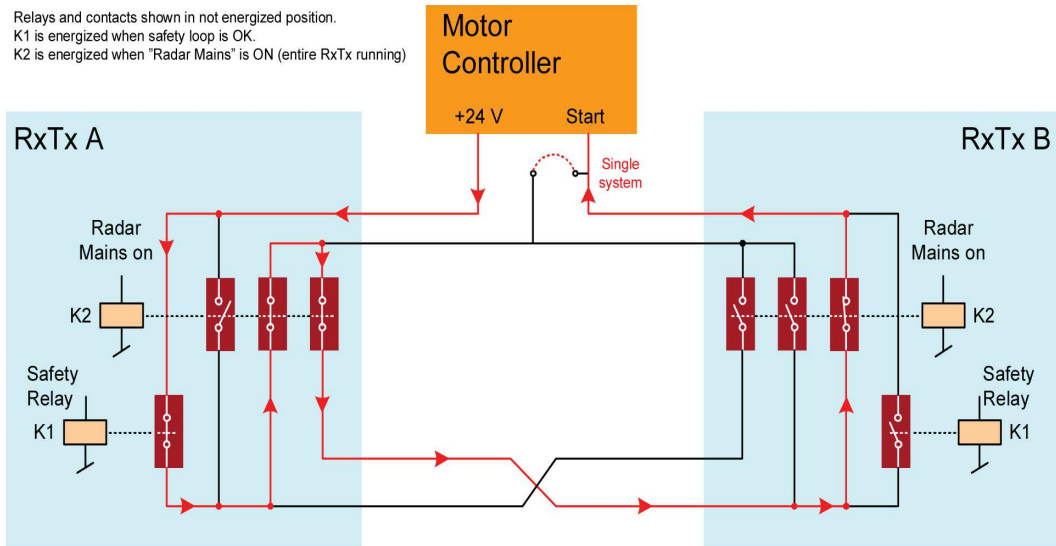 Relays and contacts shown in not energized position.
K1 is energized when safety loop is OK.
K2 is energized when ”Radar Mains” is ON (entire RxTx running)
Motor
Controller
+24 V
Start
RxTx A
RxTx B
Single
system
Radar
Mains on
K2
Safety
Relay
K1
Radar
Mains on
K2
Safety
Relay
K1